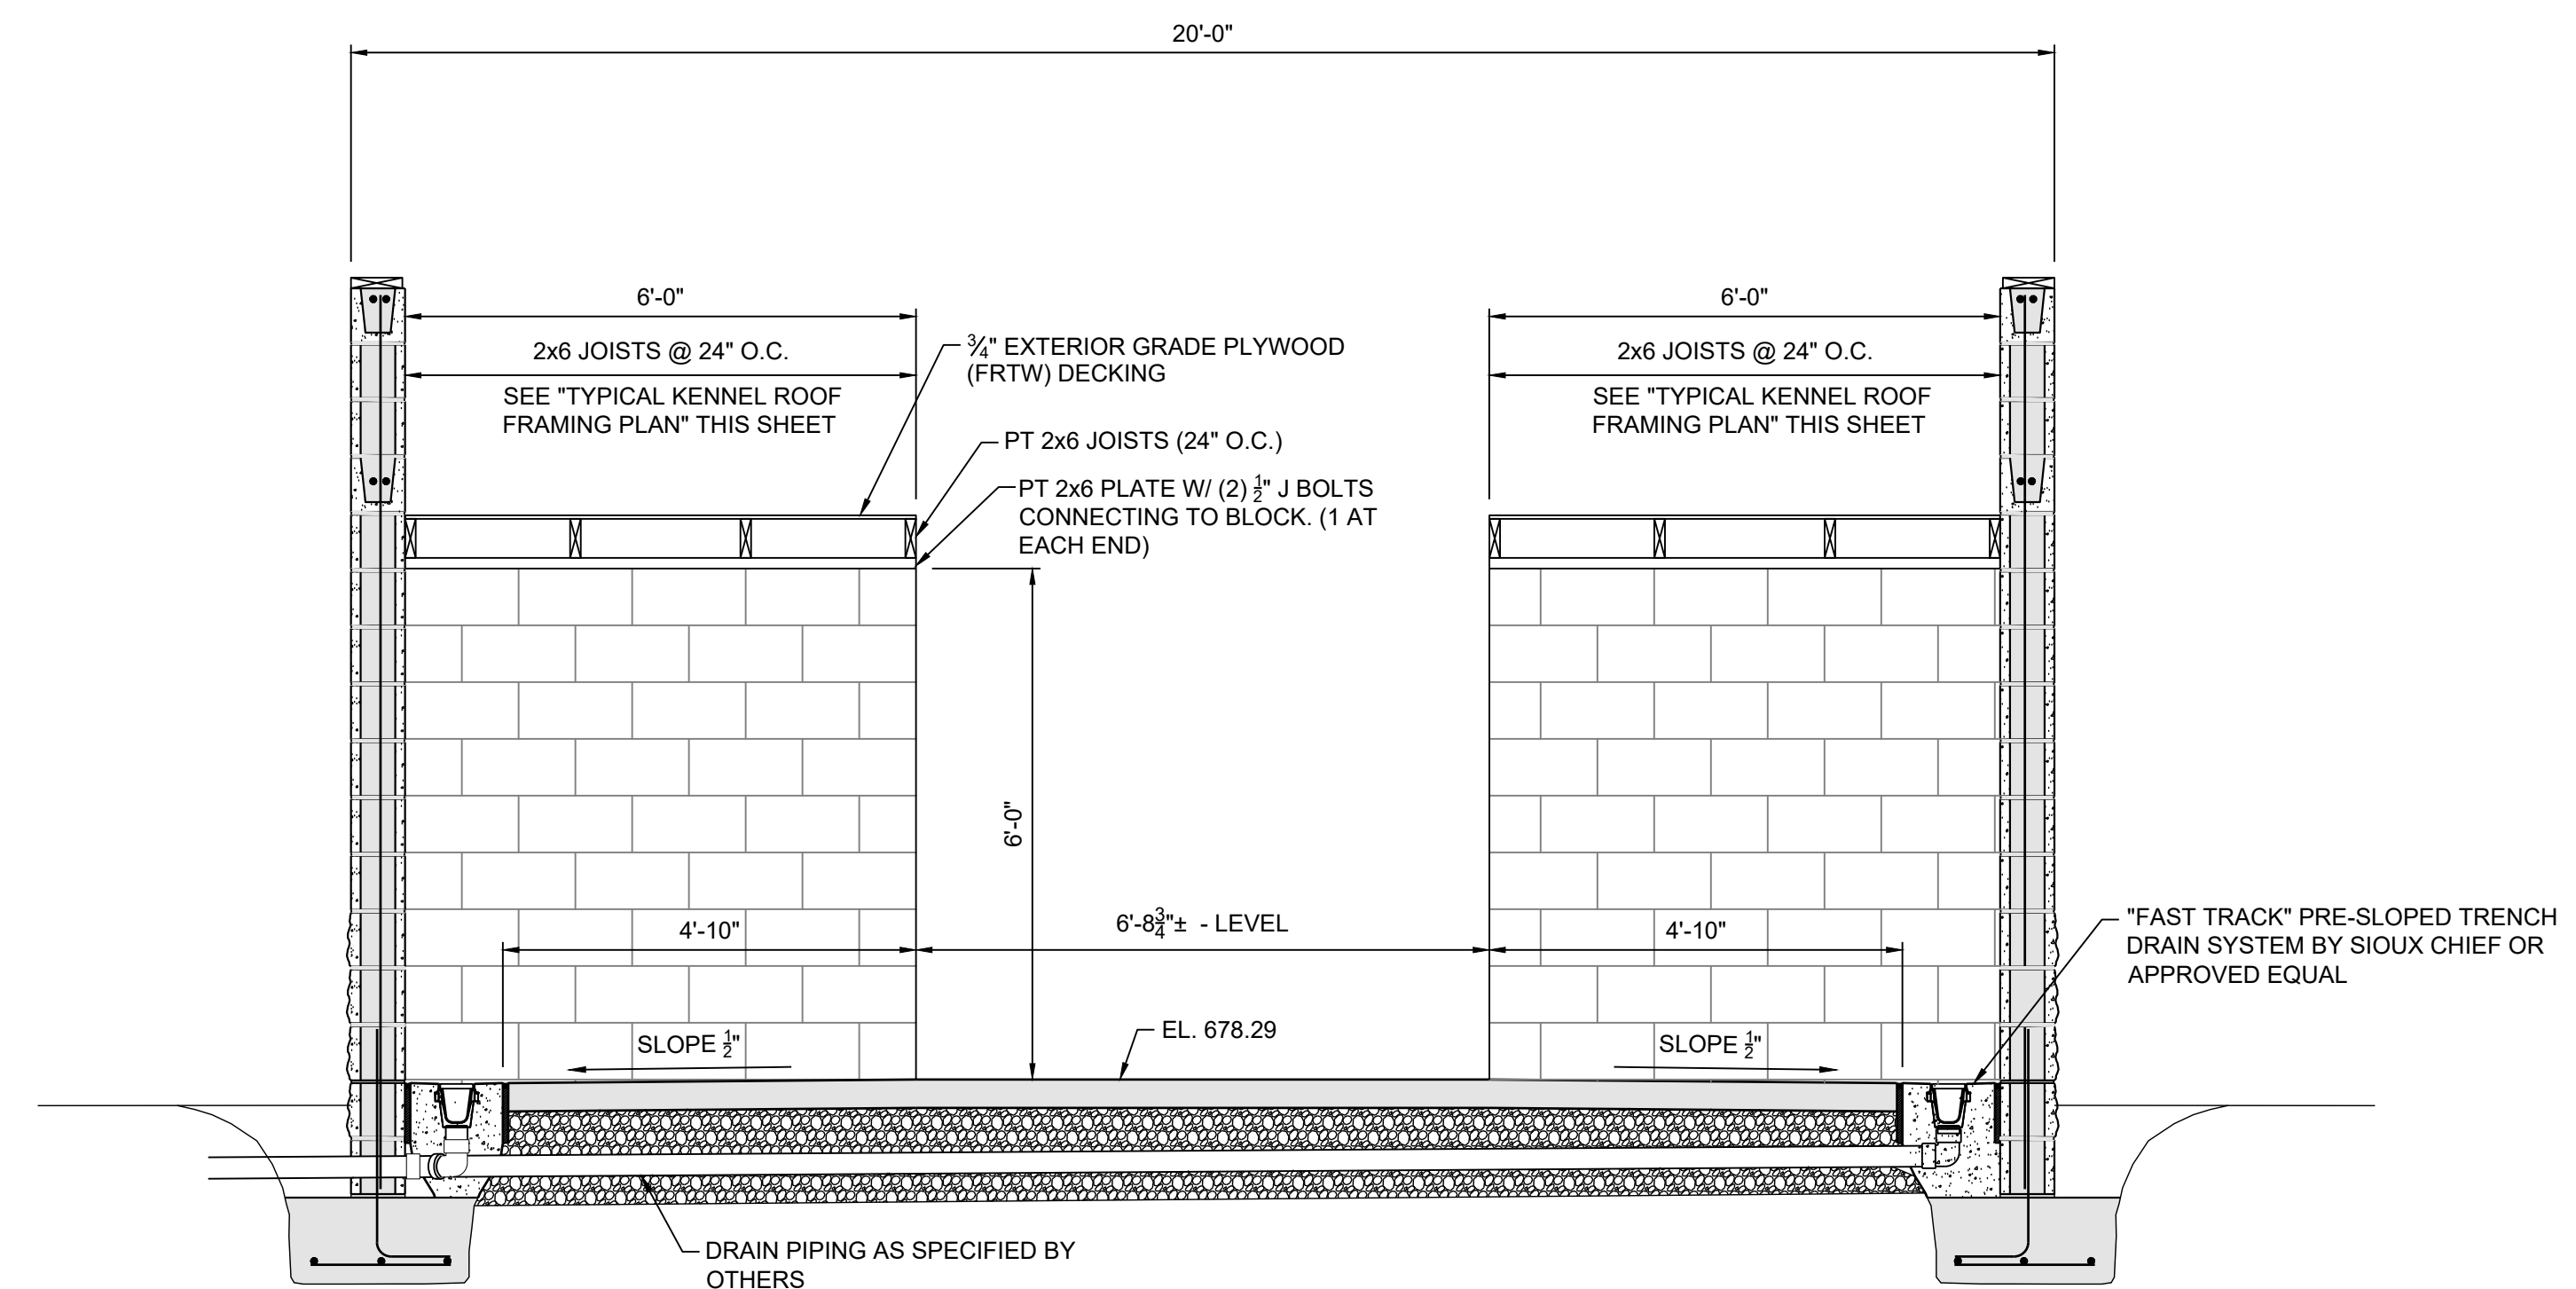 20'-0"
6'-0"
6'-0"
2x6 JOISTS @ 24" O.C.
SEE "TYPICAL KENNEL ROOF
FRAMING PLAN" THIS SHEET
¾" EXTERIOR GRADE PLYWOOD
(FRTW) DECKING
2x6 JOISTS @ 24" O.C.
SEE "TYPICAL KENNEL ROOF
FRAMING PLAN" THIS SHEET
PT 2x6 JOISTS (24" O.C.)
PT 2x6 PLATE W/ (2) ½" J BOLTS
CONNECTING TO BLOCK. (1 AT
EACH END)
6'-0"
4'-10"
6'-8¾"± - LEVEL
4'-10"
"FAST TRACK" PRE-SLOPED TRENCH
DRAIN SYSTEM BY SIOUX CHIEF OR
APPROVED EQUAL
SLOPE ½"
EL. 678.29
SLOPE ½"
DRAIN PIPING AS SPECIFIED BY
OTHERS